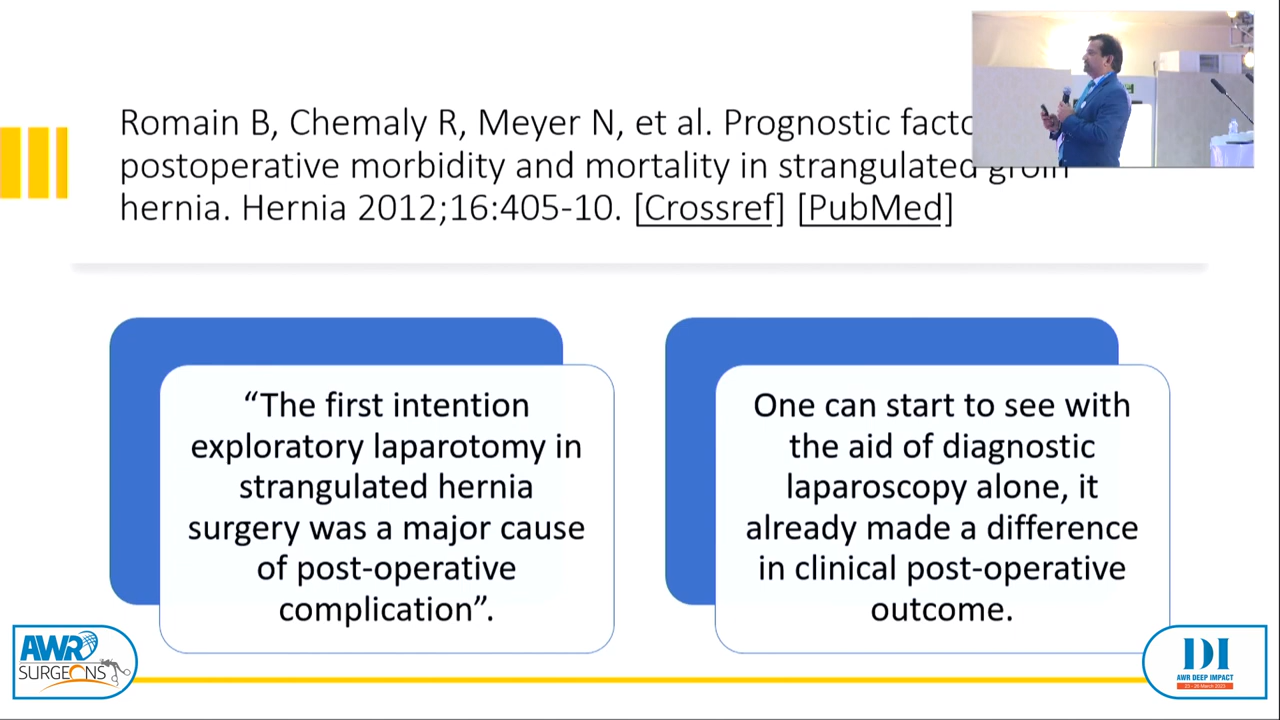 Romain B, Chemaly R, Meyer N, et al. Prognostic
postoperative morbidity and mortality in strangulated groin
hernia. Hernia 2012;16:405-10. [Crossref] [PubMed]
“The first intention
exploratory laparotomy in
strangulated hernia
surgery was a major cause
of post-operative
complication”.
One can start to see with
the aid of diagnostic
laparoscopy alone, it
already made a difference
in clinical post-operative
outcome.
AWR
SURGEONS
DI
AWR DEEP IMPACT